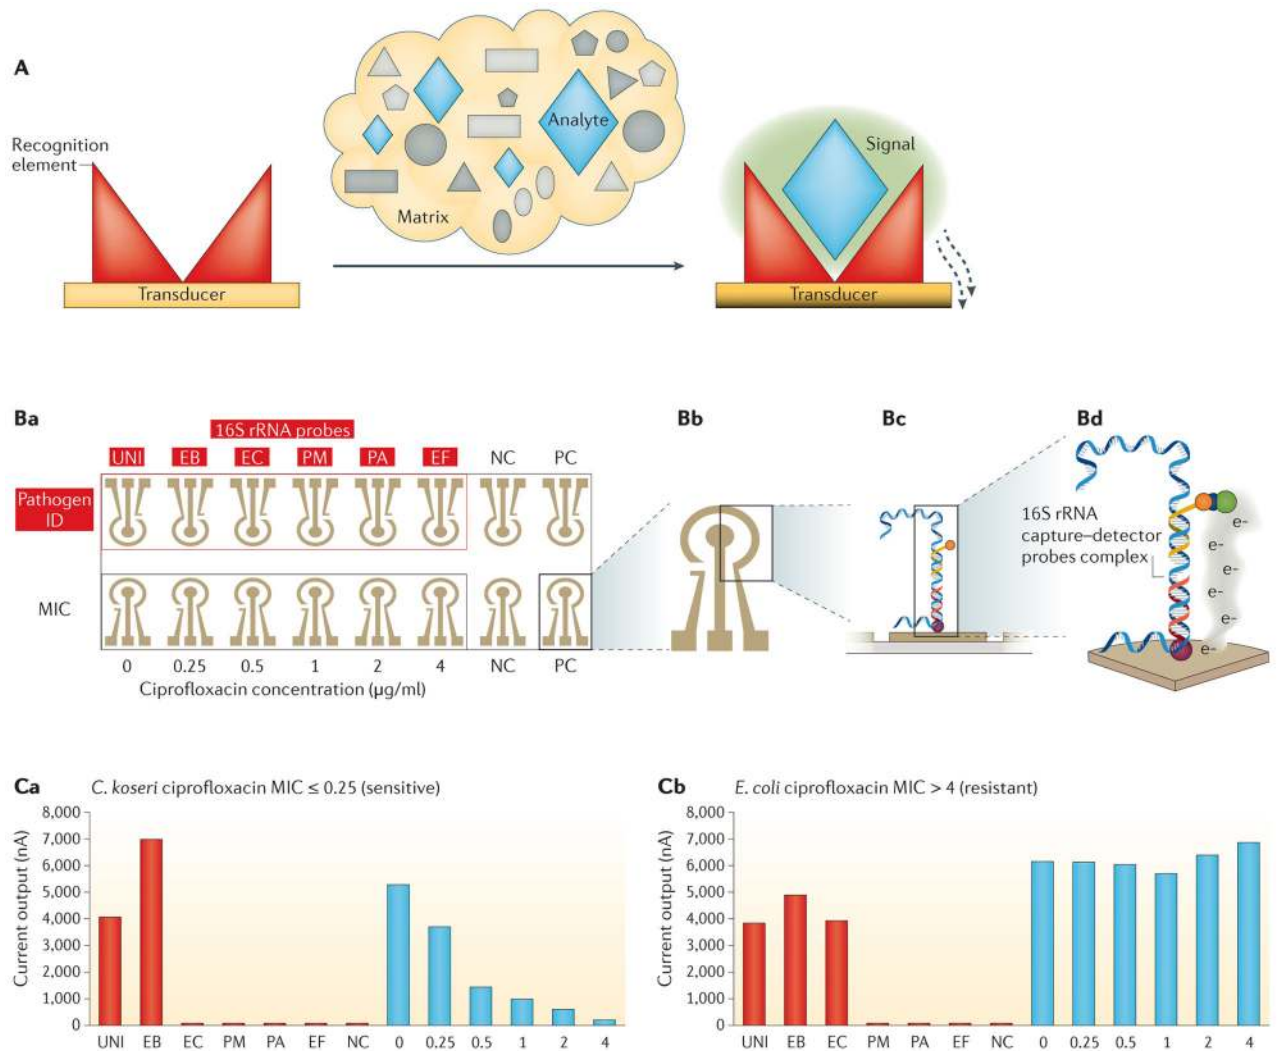 A
Recognition
element
Transducer
Analyte
Matrix
Signal
Transducer
Ba
16S rRNA probes
UNI EB EC PM PA EF NC PC
Pathogen
ID
MIC
0 0.25 0.5 1 2 4 NC PC
Ciprofloxacin concentration (µg/ml)
Bb
Bc
Bd
16S rRNA
capture–detector
probes complex
e-
e-
e-
e-
e-
e-
Ca C. koseri ciprofloxacin MIC ≤ 0.25 (sensitive)
Current output (nA)
8,000
7,000
6,000
5,000
4,000
3,000
2,000
1,000
0
UNI EB EC PM PA EF NC 0 0.25 0.5 1 2 4
Cb E. coli ciprofloxacin MIC > 4 (resistant)
Current output (nA)
8,000
7,000
6,000
5,000
4,000
3,000
2,000
1,000
0
UNI EB EC PM PA EF NC 0 0.25 0.5 1 2 4